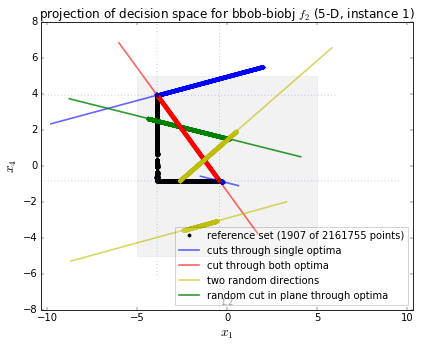 projection of decision space for bbob-biobj f₂ (5-D, instance 1)
8
6
4
2
0
−2
−4
−6
−8
x₄
reference set (1907 of 2161755 points)
cuts through single optima
cut through both optima
two random directions
random cut in plane through optima
−10
−5
0
5
10
x₁